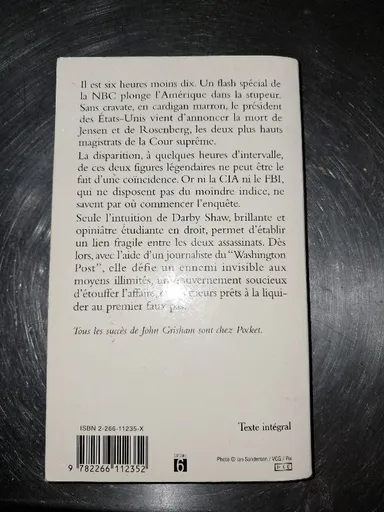 Il est six heures moins dix. Un flash spécial de
la NBC plonge l'Amérique dans la stupeur.
Sans cravate, en cardigan marron, le président
des États-Unis vient d'annoncer la mort de
Jensen et de Rosenberg, les deux plus hauts
magistrats de la Cour suprême.
La disparition, à quelques heures d'intervalle,
de ces deux figures légendaires ne peut être le
fait d'une coïncidence. Or ni la CIA ni le FBI,
qui ne disposent pas du moindre indice, ne
savent par où commencer l'enquête.
Seule l'intuition de Darby Shaw, brillante et
opiniâtre étudiante en droit, permet d'établir
un lien fragile entre les deux assassinats. Dès
lors, avec l'aide d'un journaliste du "Washington
Post", elle défie un ennemi invisible aux
moyens illimités, un gouvernement soucieux
d'étouffer l'affaire, prêts à la liqui-
der au premier faux
Tous les succès de John Grisham sont chez Pocket.
ISBN 2-266-11235-X
Texte intégral
9 782266 112352
6
Photo © Ian Sanderson / VCG / Pix